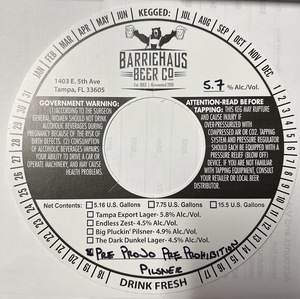 KEGGED:
JAN FEB MAR APR MAY JUN JUL AUG SEP OCT NOV DEC
BARRIEHAUS
BEER CO
1403 E. 5th Ave
Tampa, FL 33605
5.7 % Alc./Vol.
GOVERNMENT WARNING:
(1) ACCORDING TO THE SURGEON
GENERAL, WOMEN SHOULD NOT DRINK
ALCOHOLIC BEVERAGES DURING
PREGNANCY BECAUSE OF THE RISK OF
BIRTH DEFECTS. (2) CONSUMPTION OF
ALCOHOLIC BEVERAGES IMPAIRS
YOUR ABILITY TO DRIVE A CAR OR
OPERATE MACHINERY, AND MAY CAUSE
HEALTH PROBLEMS.
ATTENTION-READ BEFORE
TAPPING: THIS KEG MAY RUPTURE
AND CAUSE INJURY IF
OVER-PRESSURIZED WITH
COMPRESSED AIR OR CO2. TAPPING
SYSTEM AND PRESSURE REGULATOR
SHOULD EACH BE EQUIPPED WITH A
PRESSURE RELIEF (BLOW OFF)
DEVICE. IF YOU ARE NOT FAMILIAR
WITH TAPPING EQUIPMENT, CONSULT
YOUR RETAILER OR LOCAL BEER
DISTRIBUTOR.
Net Contents: 5.16 U.S. Gallons 7.75 U.S. Gallons 15.5 U.S. Gallons
Tampa Export Lager- 5.8% Alc./Vol.
Endless Zest- 4.5% Alc./Vol.
Big Pluckin' Pilsner- 4.9% Alc./Vol.
The Dark Dunkel Lager- 4.5% Alc./Vol.
PRE PROJO PRE PROHIBITION
PILSNER
DRINK FRESH